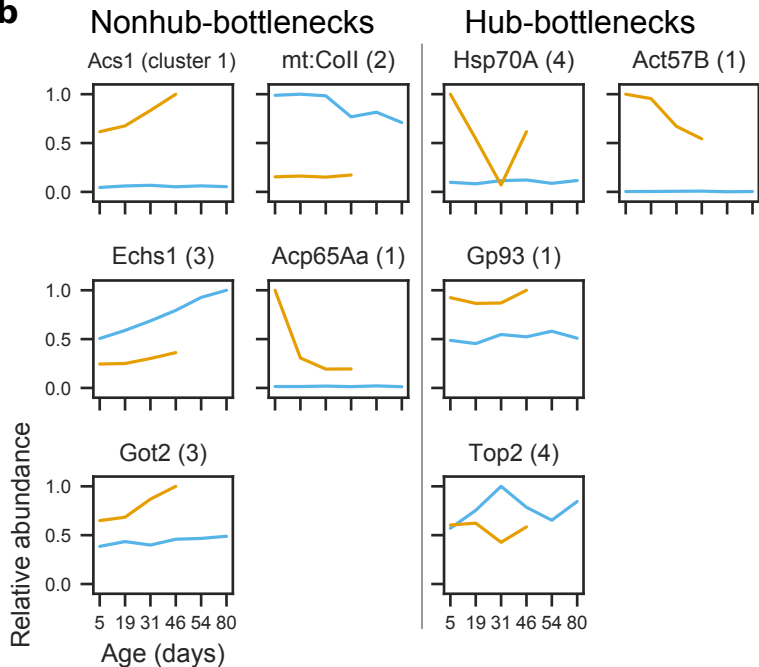 b
Nonhub-bottlenecks
Hub-bottlenecks
Acs1 (cluster 1)
mt:CoII (2)
Hsp70A (4)
Act57B (1)
1.0
0.5
0.0
Echs1 (3)
Acp65Aa (1)
Gp93 (1)
1.0
0.5
0.0
Got2 (3)
Top2 (4)
1.0
0.5
0.0
Relative abundance
5 19 31 46 54 80
5 19 31 46 54 80
Age (days)